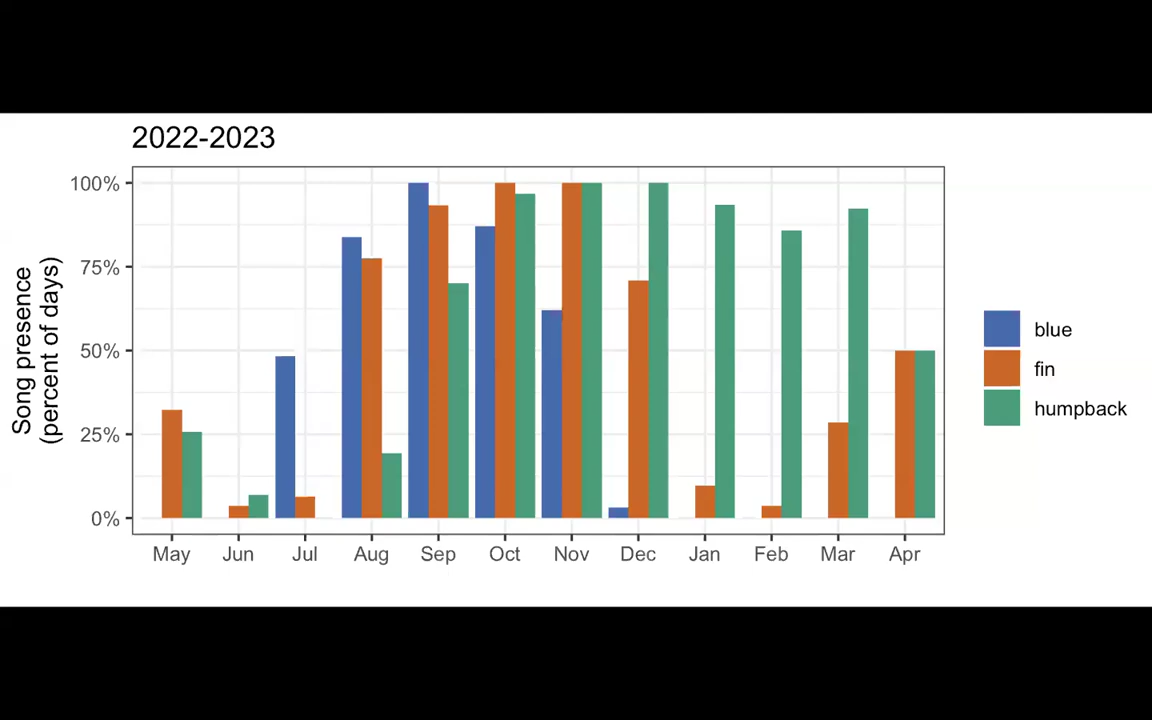 2022-2023
Song presence
(percent of days)
100%
75%
50%
25%
0%
May Jun Jul Aug Sep Oct Nov Dec Jan Feb Mar Apr
blue
fin
humpback